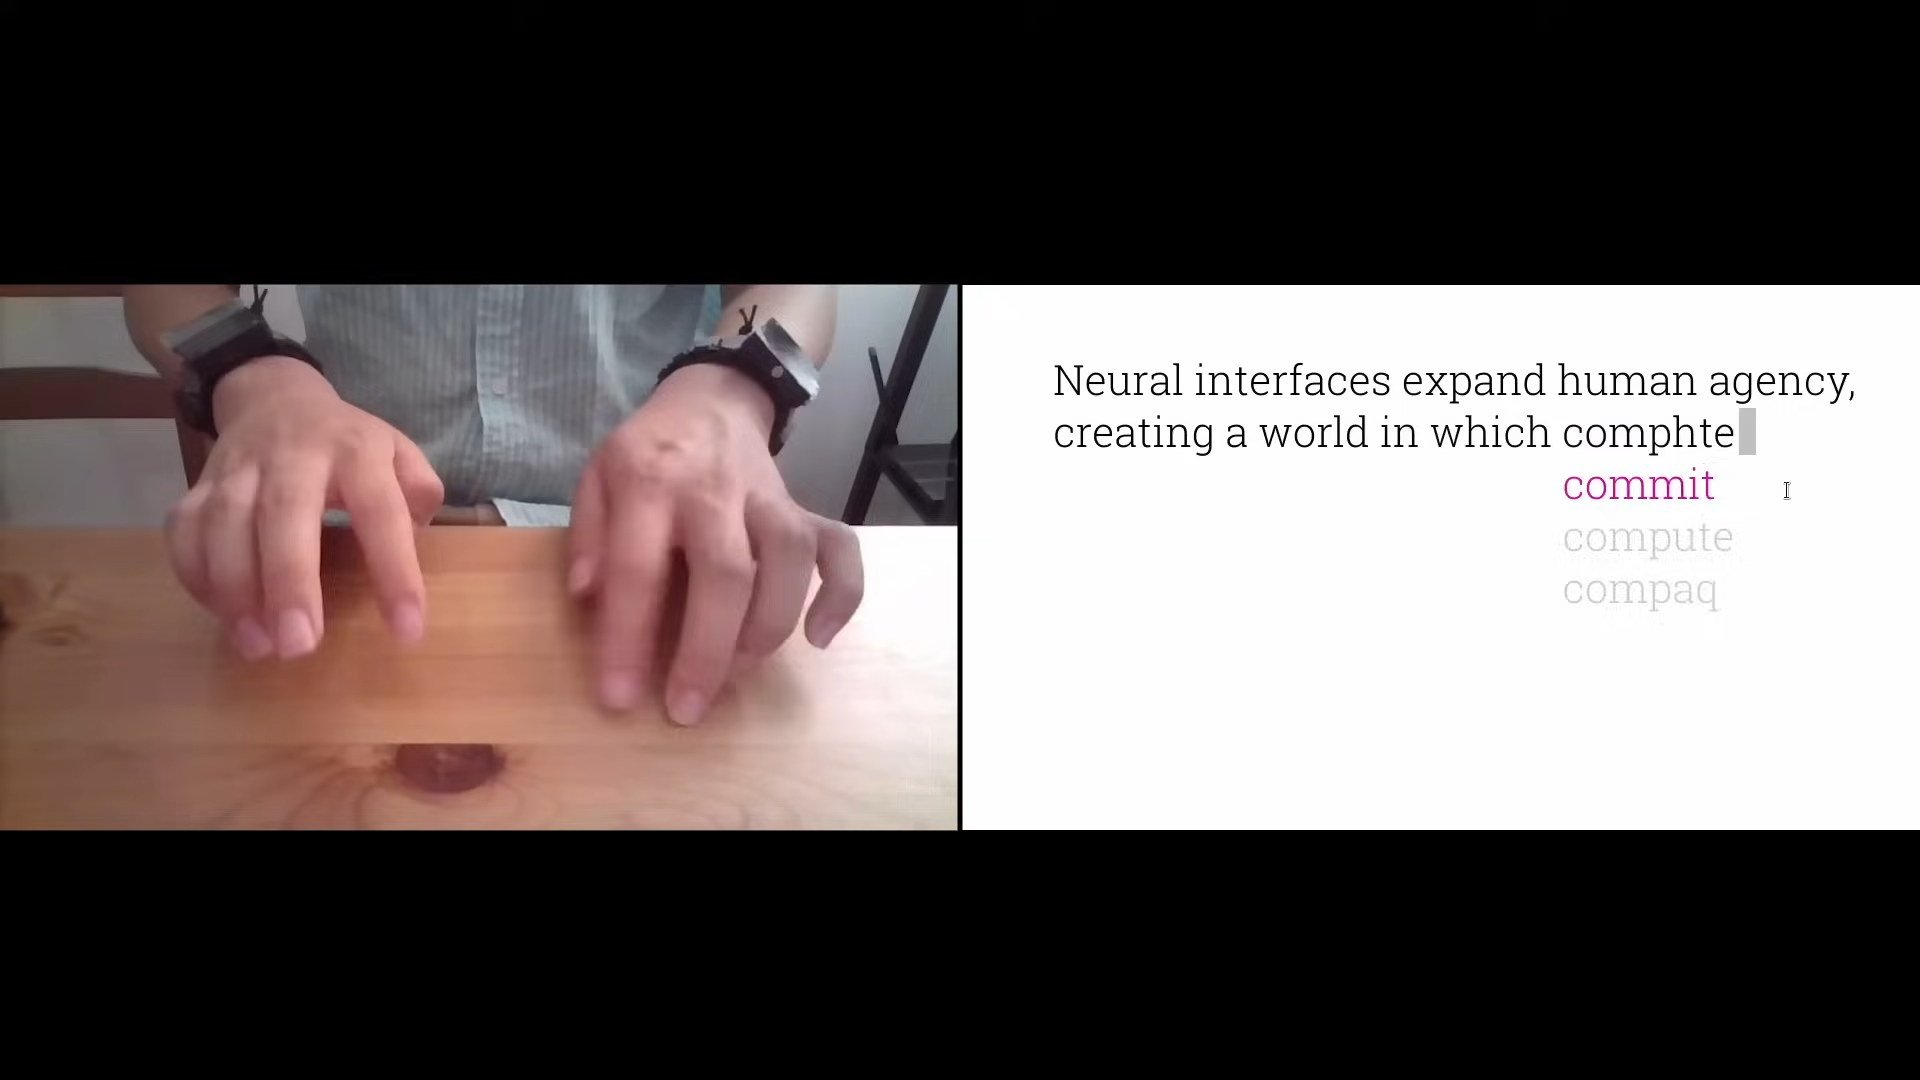 Neural interfaces expand human agency,
creating a world in which comphte
commit
compute
compaq